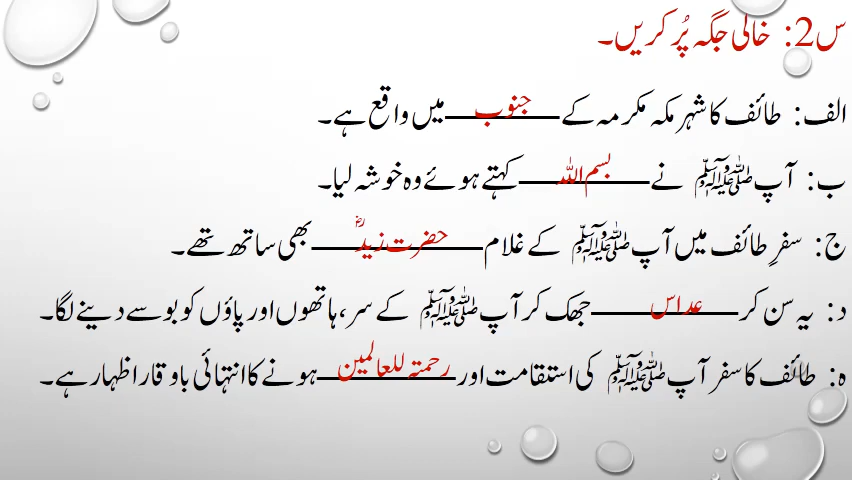 س2: خالی جگہ پُر کریں۔
الف: طائف کا شہر مکہ مکرمہ کے جنوب میں واقع ہے۔
ب: آپ ﷺ نے بسم اللہ کہتے ہوئے وہ خوشہ لیا۔
ج: سفرِ طائف میں آپ ﷺ کے غلام حضرت زیدؓ بھی ساتھ تھے۔
د: یہ سن کر عداس جھک کر آپ ﷺ کے سر، ہاتھوں اور پاؤں کو بوسے دینے لگا۔
ہ: طائف کا سفر آپ ﷺ کی استقامت اور رحمتہ للعالمین ہونے کا انتہائی باوقار اظہار ہے۔